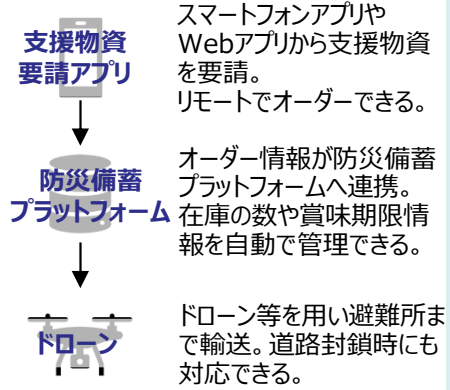 支援物資
要請アプリ
スマートフォンアプリや
Webアプリから支援物資
を要請。
リモートでオーダーできる。
防災備蓄
プラットフォーム
オーダー情報が防災備蓄
プラットフォームへ連携。
在庫の数や賞味期限情
報を自動で管理できる。
ドローン
ドローン等を用い避難所ま
で輸送。道路封鎖時にも
対応できる。